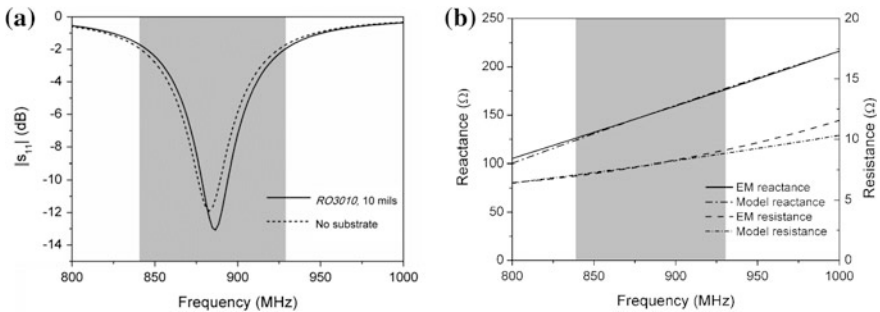 (a)
0
-2
-4
-6
-8
-10
-12
-14
|s11| (dB)
RO3010, 10 mils
No substrate
800 850 900 950 1000
Frequency (MHz)
(b)
250
200
150
100
50
0
Reactance (Ω)
20
15
10
5
0
Resistance (Ω)
EM reactance
Model reactance
EM resistance
Model resistance
800 850 900 950 1000
Frequency (MHz)